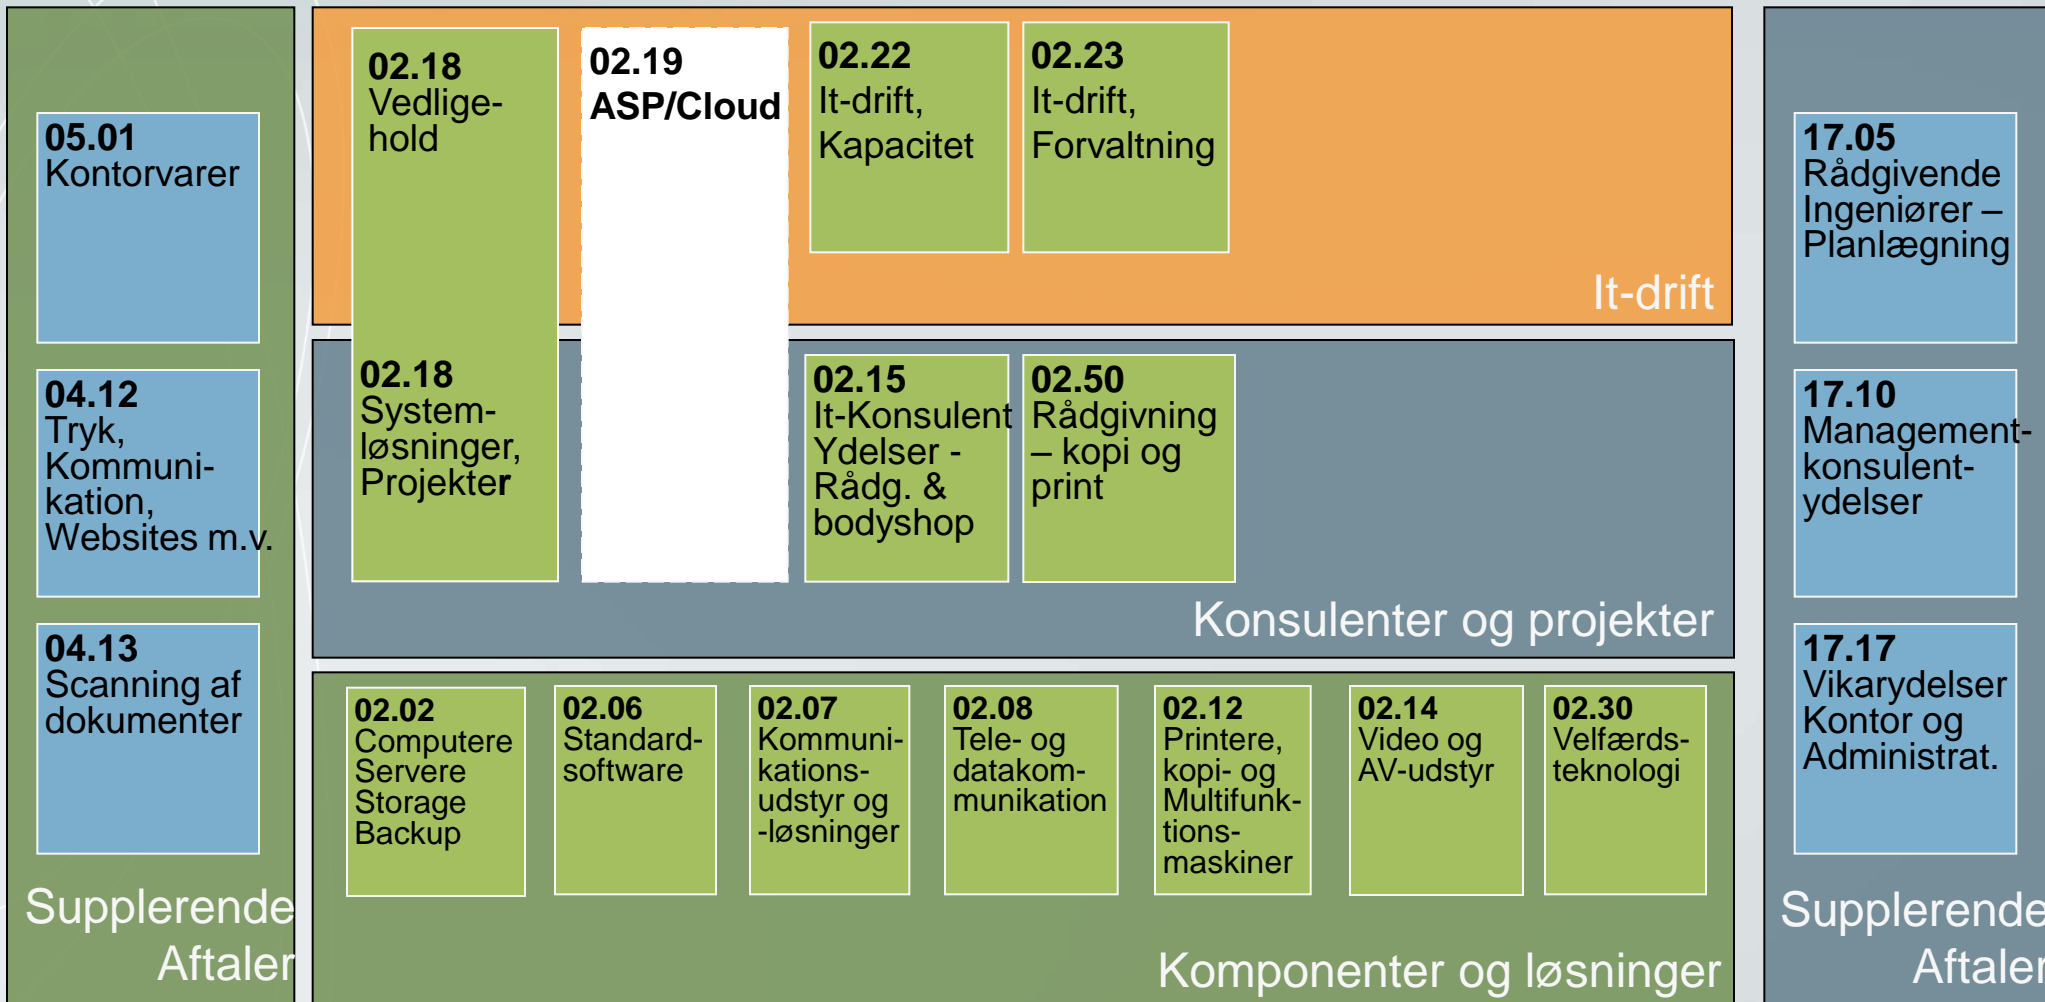 05.01
Kontorvarer
04.12
Tryk,
Kommuni-
kation,
Websites m.v.
04.13
Scanning af
dokumenter
Supplerende
Aftaler
02.18
Vedlige-
hold
02.19
ASP/Cloud
02.22
It-drift,
Kapacitet
02.23
It-drift,
Forvaltning
It-drift
02.18
System-
løsninger,
Projekter
02.15
It-Konsulent
Ydelser -
Rådg. &
bodyshop
02.50
Rådgivning
– kopi og
print
Konsulenter og projekter
02.02
Computere
Servere
Storage
Backup
02.06
Standard-
software
02.07
Kommuni-
kations-
udstyr og
-løsninger
02.08
Tele- og
datakom-
munikation
02.12
Printere,
kopi- og
Multifunk-
tions-
maskiner
02.14
Video og
AV-udstyr
02.30
Velfærds-
teknologi
Komponenter og løsninger
17.05
Rådgivende
Ingeniører –
Planlægning
17.10
Management-
konsulent-
ydelser
17.17
Vikarydelser
Kontor og
Administrat.
Supplerende
Aftaler